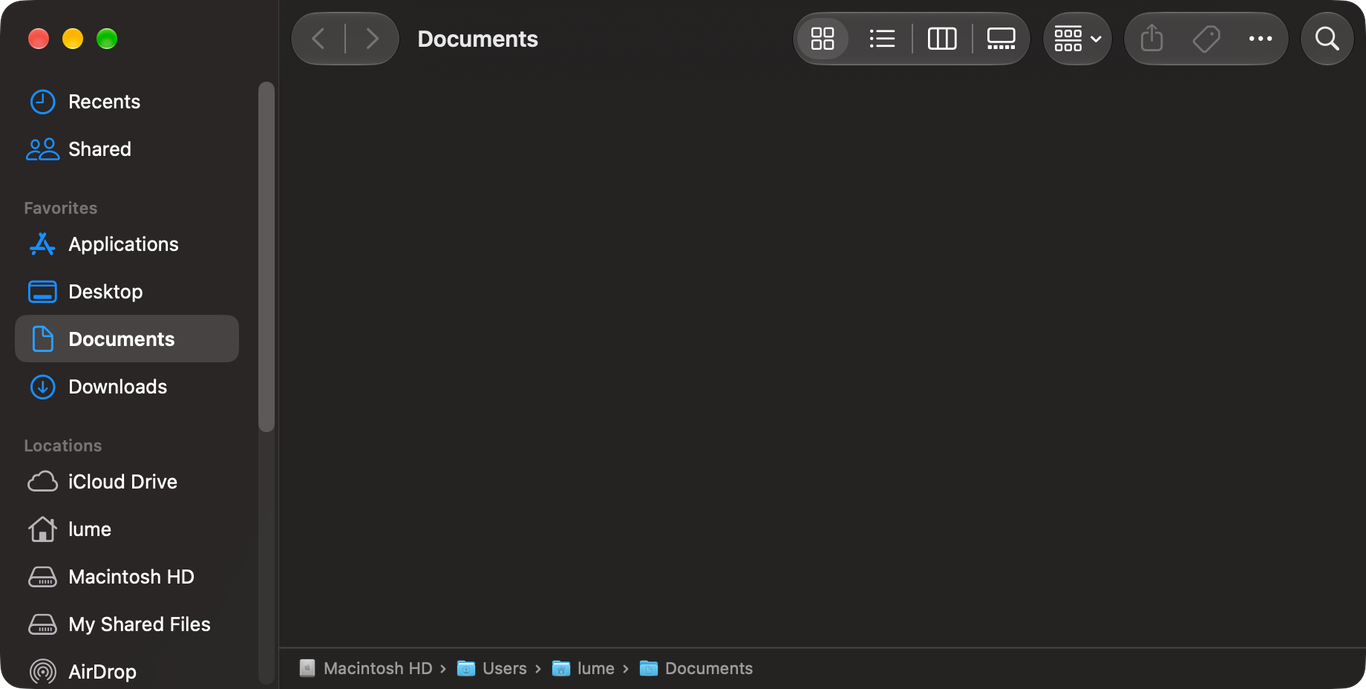 Documents
Recents
Shared
Favorites
Applications
Desktop
Documents
Downloads
Locations
iCloud Drive
lume
Macintosh HD
My Shared Files
AirDrop
Macintosh HD › Users › lume › Documents